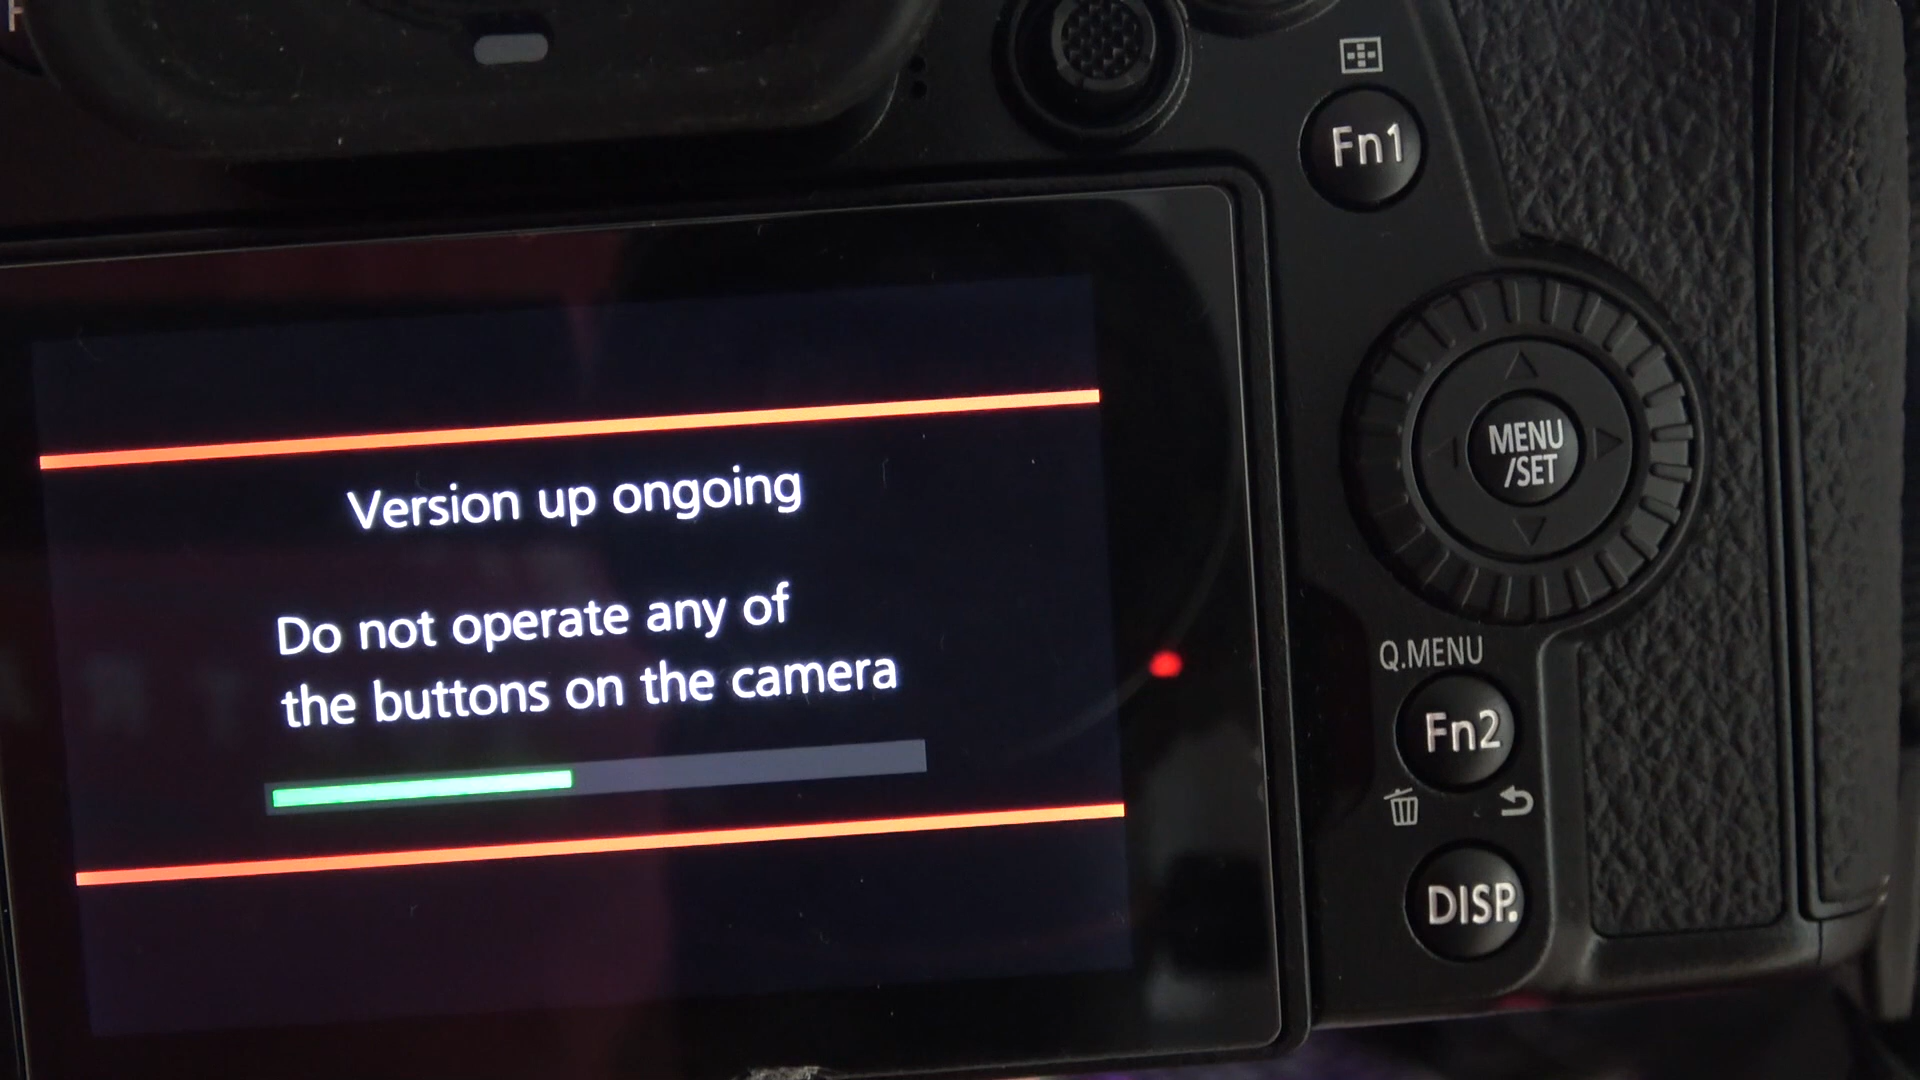 Fn1
Version up ongoing
Do not operate any of
the buttons on the camera
MENU
/SET
Q.MENU
Fn2
DISP.